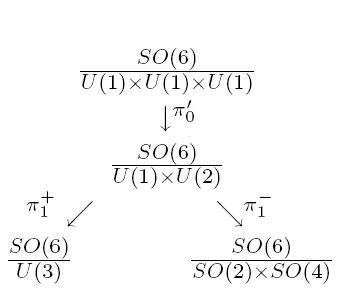 SO(6)
U(1)×U(1)×U(1)
π′₀
SO(6)
U(1)×U(2)
π₁⁺ π₁⁻
SO(6) SO(6)
U(3) SO(2)×SO(4)